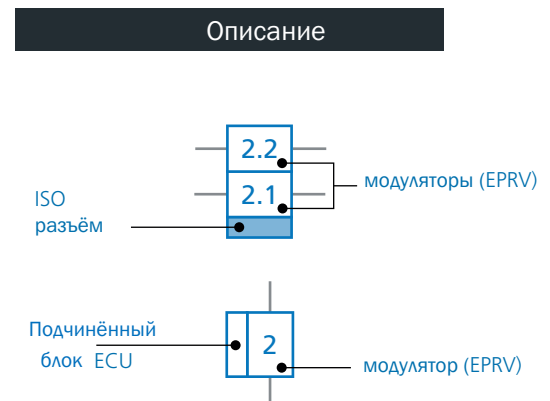 Описание
2.2
модуляторы (EPRV)
2.1
ISO
разъём
Подчинённый
блок ECU
2
модулятор (EPRV)